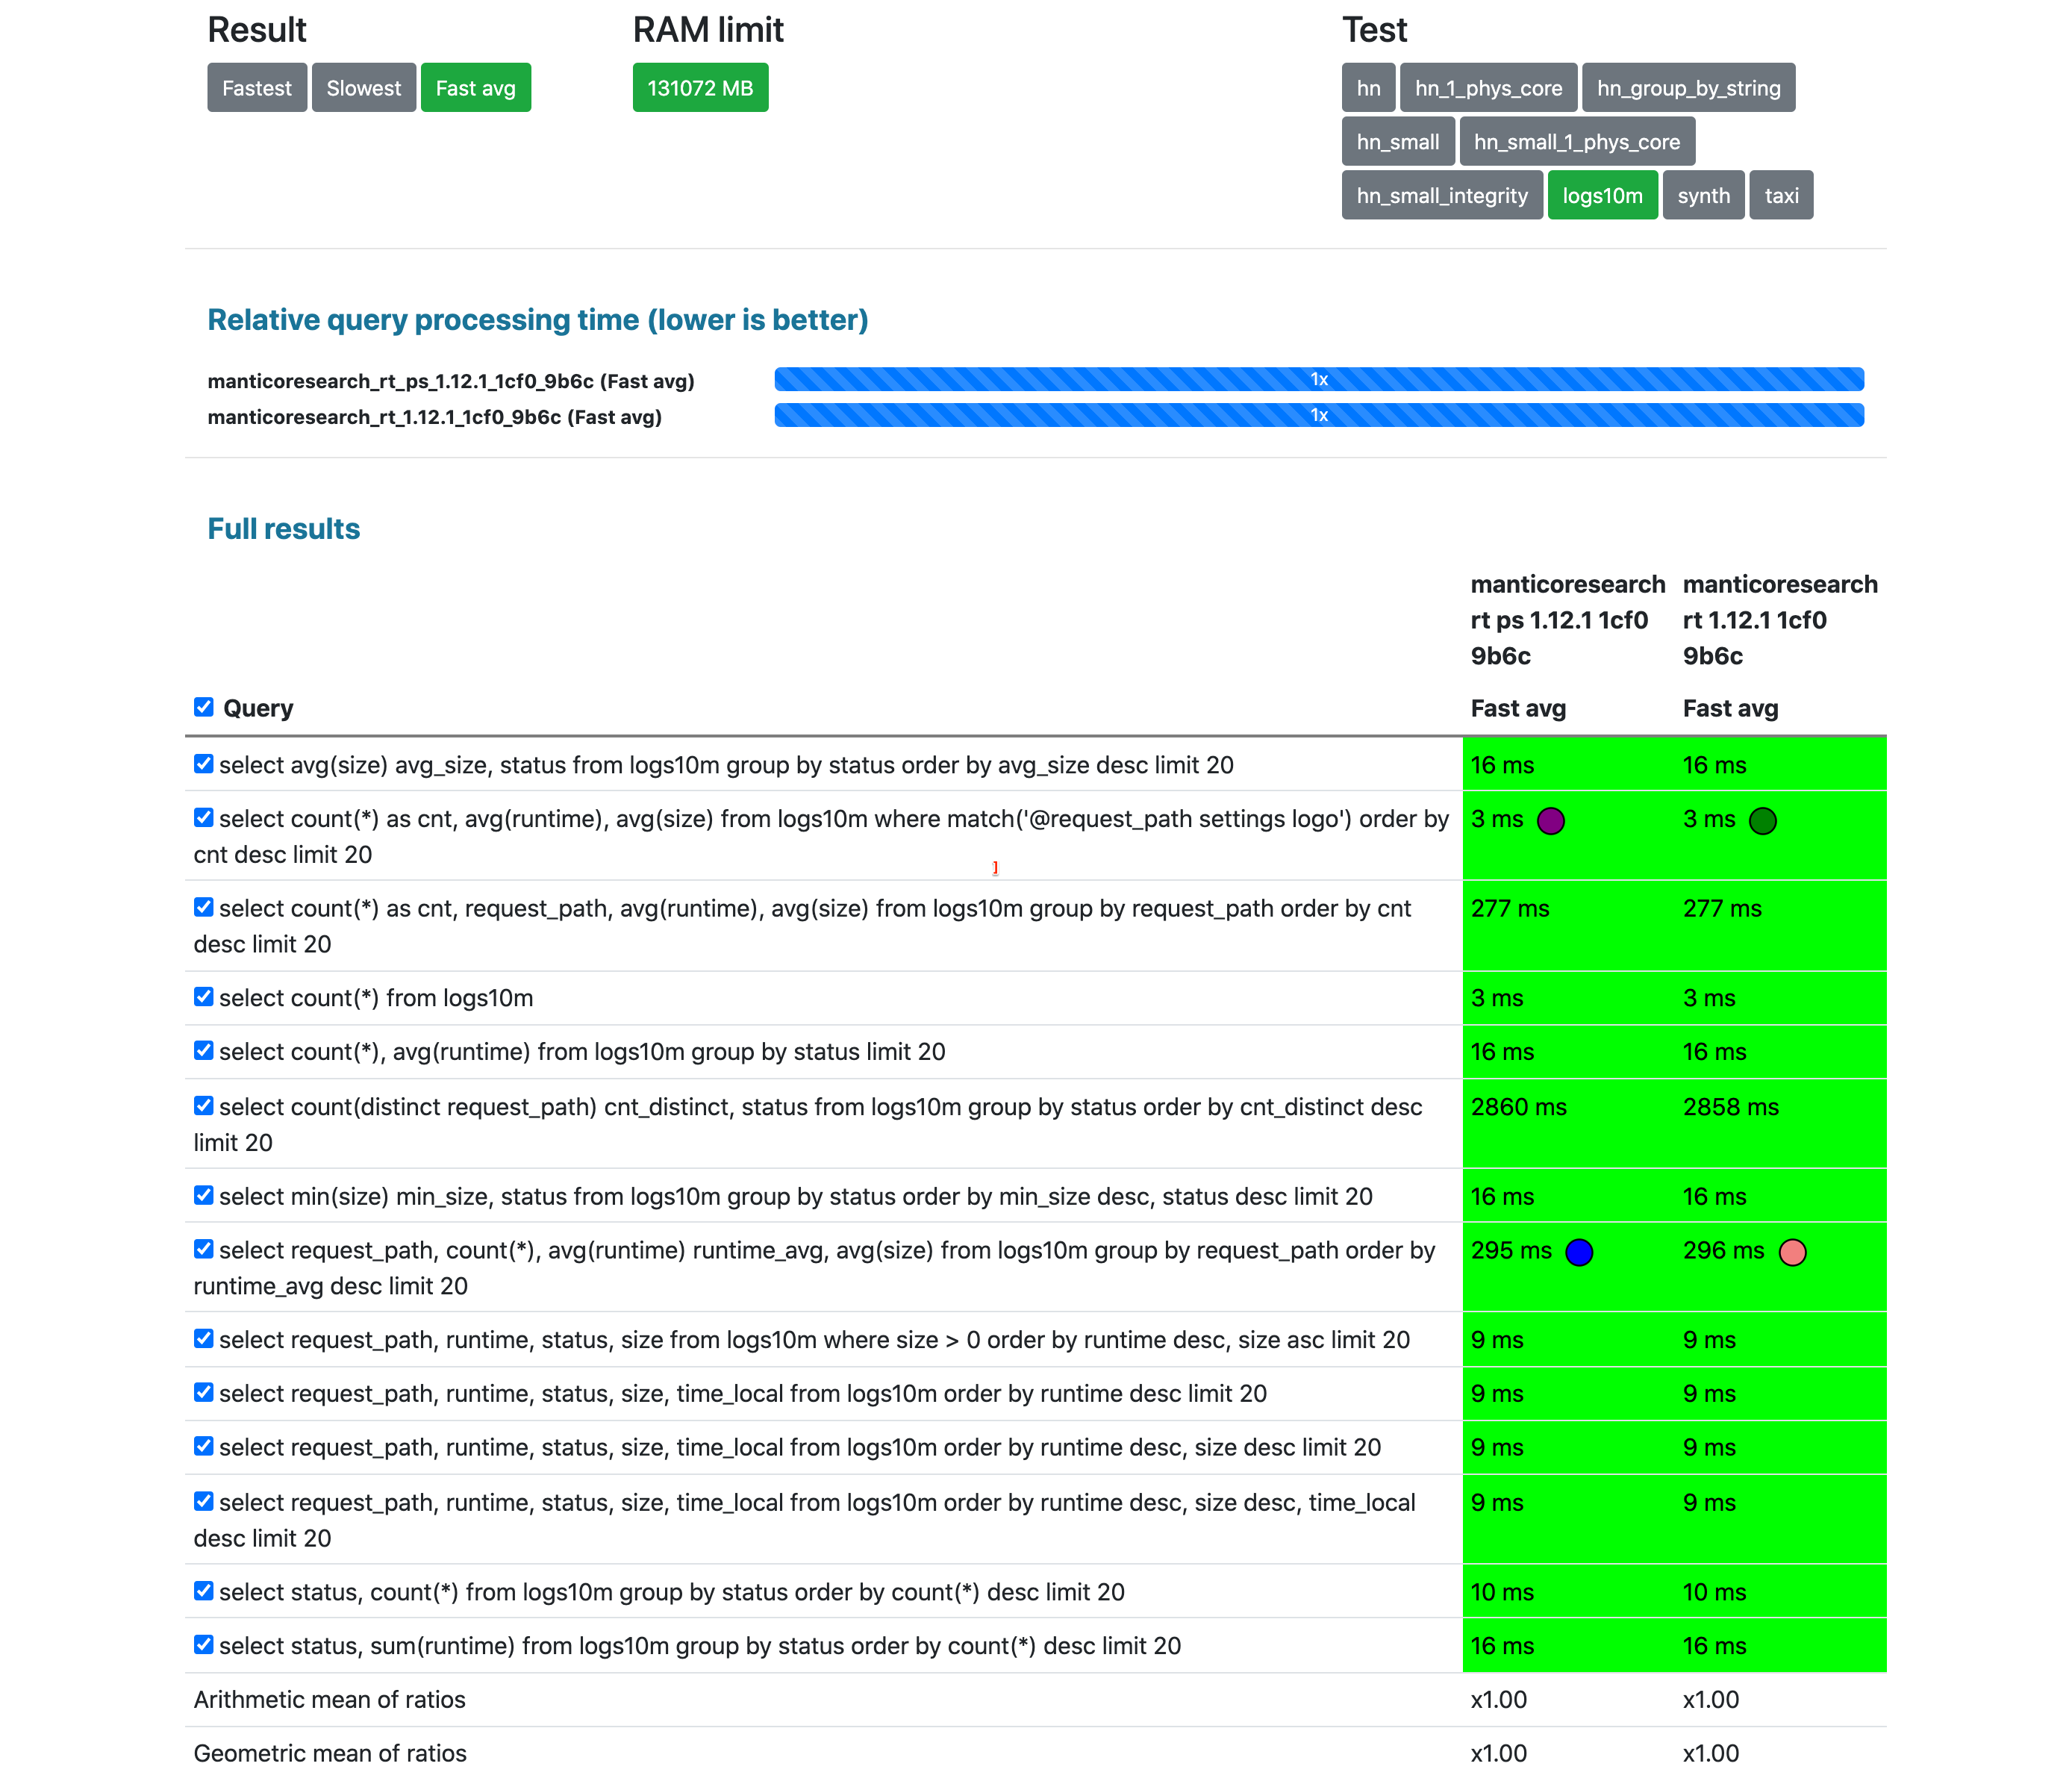 Result
Fastest Slowest Fast avg
RAM limit
131072 MB
Test
hn hn_1_phys_core hn_group_by_string
hn_small hn_small_1_phys_core
hn_small_integrity logs10m synth taxi
Relative query processing time (lower is better)
manticoresearch_rt_ps_1.12.1_1cf0_9b6c (Fast avg) 1x
manticoresearch_rt_1.12.1_1cf0_9b6c (Fast avg) 1x
Full results
manticoresearch manticoresearch
rt ps 1.12.1 1cf0 rt 1.12.1 1cf0
9b6c 9b6c
Query Fast avg Fast avg
select avg(size) avg_size, status from logs10m group by status order by avg_size desc limit 20 16 ms 16 ms
select count(*) as cnt, avg(runtime), avg(size) from logs10m where match('@request_path settings logo') order by 3 ms 3 ms
cnt desc limit 20
]
select count(*) as cnt, request_path, avg(runtime), avg(size) from logs10m group by request_path order by cnt 277 ms 277 ms
desc limit 20
select count(*) from logs10m 3 ms 3 ms
select count(*), avg(runtime) from logs10m group by status limit 20 16 ms 16 ms
select count(distinct request_path) cnt_distinct, status from logs10m group by status order by cnt_distinct desc 2860 ms 2858 ms
limit 20
select min(size) min_size, status from logs10m group by status order by min_size desc, status desc limit 20 16 ms 16 ms
select request_path, count(*), avg(runtime) runtime_avg, avg(size) from logs10m group by request_path order by 295 ms 296 ms
runtime_avg desc limit 20
select request_path, runtime, status, size from logs10m where size > 0 order by runtime desc, size asc limit 20 9 ms 9 ms
select request_path, runtime, status, size, time_local from logs10m order by runtime desc limit 20 9 ms 9 ms
select request_path, runtime, status, size, time_local from logs10m order by runtime desc, size desc limit 20 9 ms 9 ms
select request_path, runtime, status, size, time_local from logs10m order by runtime desc, size desc, time_local 9 ms 9 ms
desc limit 20
select status, count(*) from logs10m group by status order by count(*) desc limit 20 10 ms 10 ms
select status, sum(runtime) from logs10m group by status order by count(*) desc limit 20 16 ms 16 ms
Arithmetic mean of ratios x1.00 x1.00
Geometric mean of ratios x1.00 x1.00